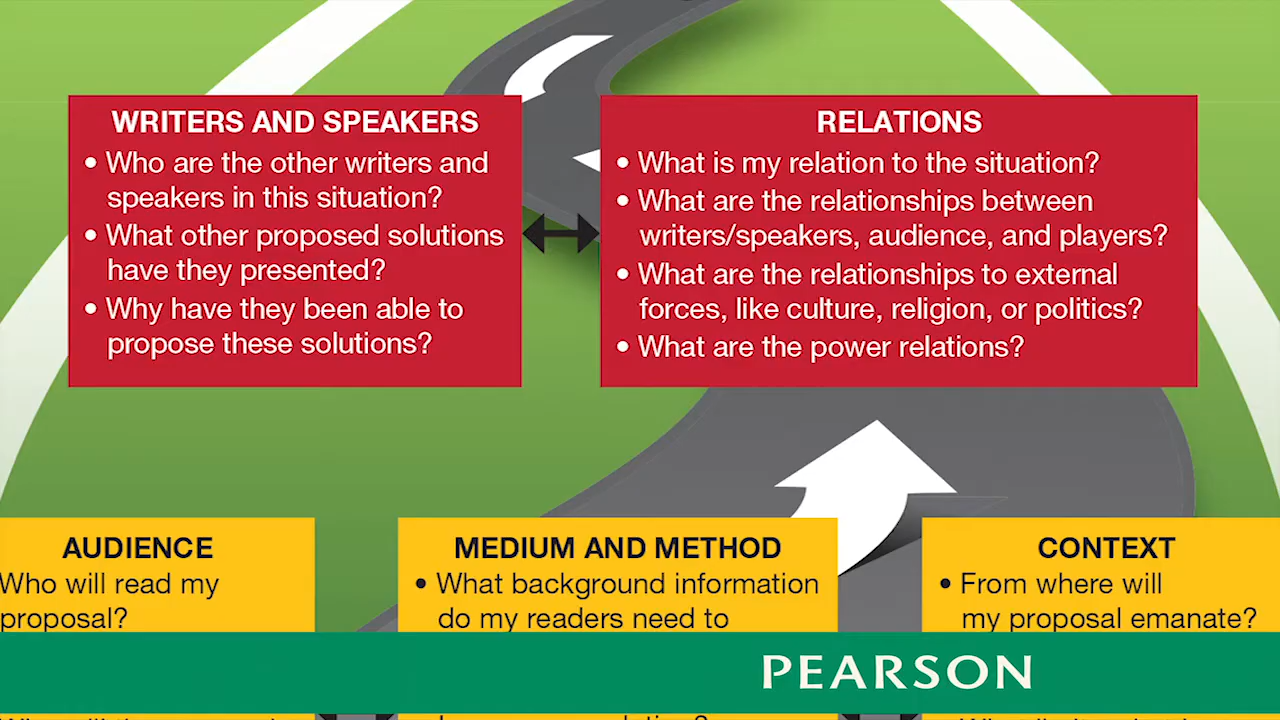 WRITERS AND SPEAKERS
• Who are the other writers and
speakers in this situation?
• What other proposed solutions
have they presented?
• Why have they been able to
propose these solutions?
RELATIONS
• What is my relation to the situation?
• What are the relationships between
writers/speakers, audience, and players?
• What are the relationships to external
forces, like culture, religion, or politics?
• What are the power relations?
AUDIENCE
Who will read my
proposal?
MEDIUM AND METHOD
• What background information
do my readers need to
CONTEXT
• From where will
my proposal emanate?
PEARSON